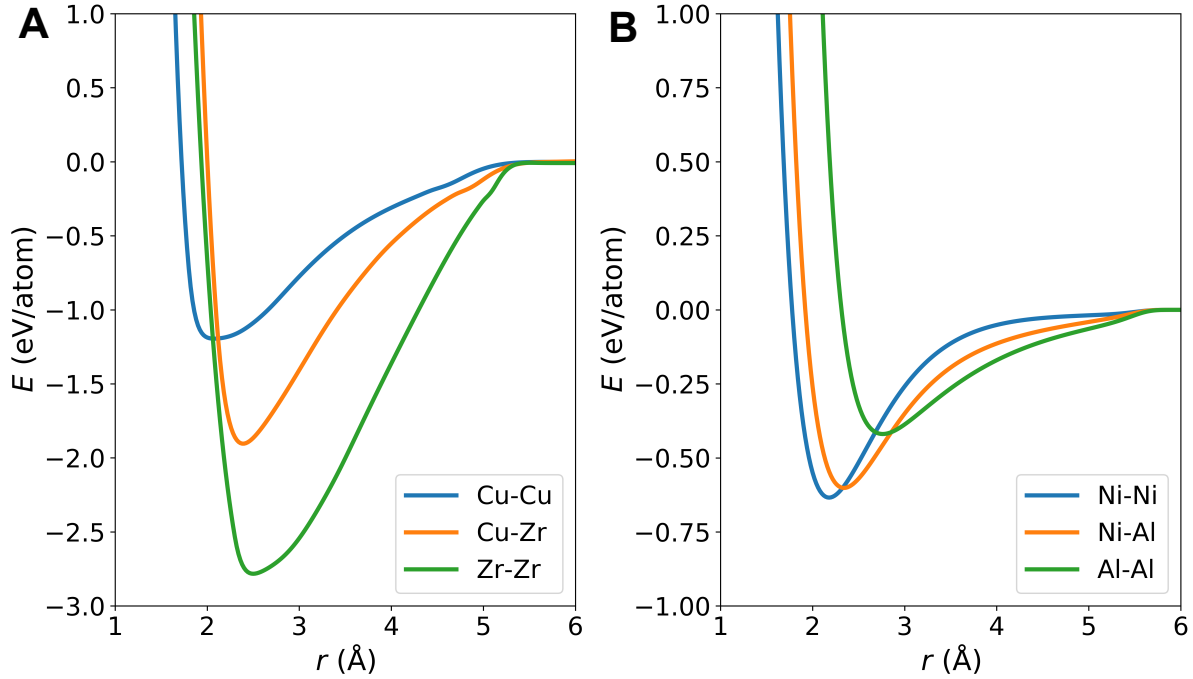 A
1.0
0.5
0.0
−0.5
−1.0
−1.5
−2.0
−2.5
−3.0
E (eV/atom)
1 2 3 4 5 6
r (Å)
Cu-Cu
Cu-Zr
Zr-Zr
B
1.00
0.75
0.50
0.25
0.00
−0.25
−0.50
−0.75
−1.00
E (eV/atom)
1 2 3 4 5 6
r (Å)
Ni-Ni
Ni-Al
Al-Al